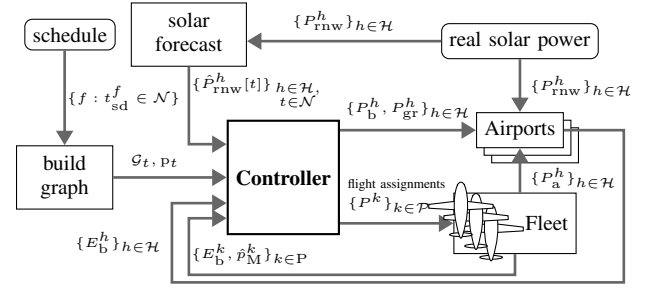 schedule
solar
forecast
{P^h_rnw}_{h∈ℋ}
real solar power
{f : t^f_sd ∈ 𝒩}
{P̂^h_rnw[t]}_{h∈ℋ, t∈𝒩}
{P^h_rnw}_{h∈ℋ}
{P^h_b, P^h_gr}_{h∈ℋ}
Airports
build
graph
𝒢_t, p_t
Controller
flight assignments
{P^k}_{k∈𝒫}
{P^h_a}_{h∈ℋ}
Fleet
{E^h_b}_{h∈ℋ}
{E^k_b, p̂^k_M}_{k∈P}